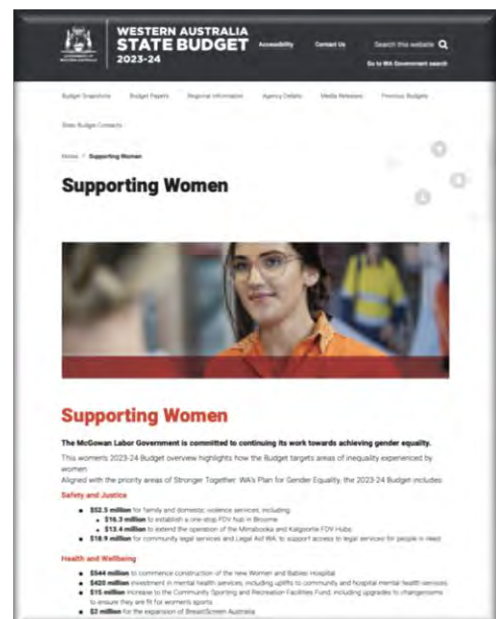 WESTERN AUSTRALIA
STATE BUDGET
2023-24
Accessibility Contact Us Search this website
Go to WA Government search
Budget Snapshots Budget Papers Regional Information Agency Details Media Releases Previous Budgets
State Budget Contacts
Home / Supporting Women
Supporting Women
Supporting Women
The McGowan Labor Government is committed to continuing its work towards achieving gender equality.
This women's 2023-24 Budget overview highlights how the Budget targets areas of inequality experienced by
women.
Aligned with the priority areas of Stronger Together: WA's Plan for Gender Equality, the 2023-24 Budget includes:
Safety and Justice
$52.5 million for family and domestic violence services, including:
$16.3 million to establish a one-stop FDV hub in Broome
$13.4 million to extend the operation of the Mirrabooka and Kalgoorlie FDV Hubs
$18.9 million for community legal services and Legal Aid WA, to support access to legal services for people in need
Health and Wellbeing
$544 million to commence construction of the new Women and Babies Hospital
$420 million investment in mental health services, including uplifts to community and hospital mental health services
$15 million increase to the Community Sporting and Recreation Facilities Fund, including upgrades to changerooms
to ensure they are fit for women's sports
$2 million for the expansion of BreastScreen Australia